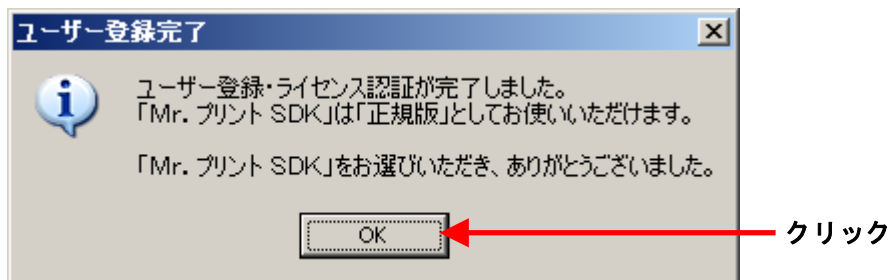 ユーザー登録完了
ユーザー登録・ライセンス認証が完了しました。
「Mr. プリント SDK」は「正規版」としてお使いいただけます。
「Mr. プリント SDK」をお選びいただき、ありがとうございました。
OK
クリック